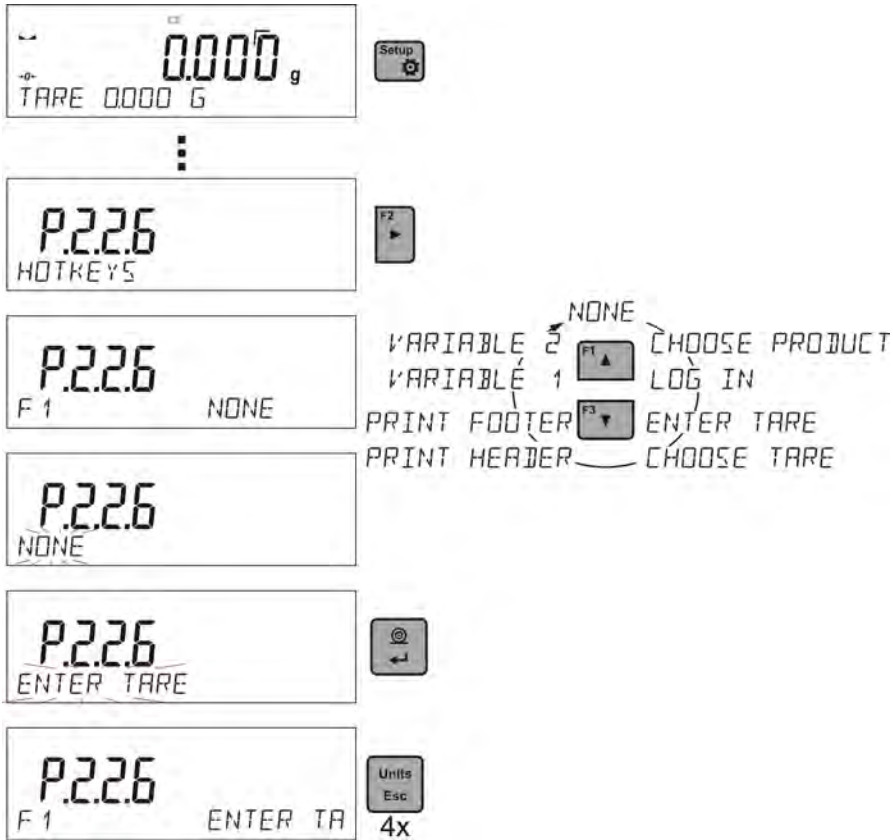 0.000 g
Setup
→0←
TARE 0.000 G
P.2.2.6
F2
HOTKEYS
NONE
VARIABLE 2 F1 CHOOSE PRODUCT
P.2.2.6
VARIABLE 1 LOG IN
F 1 NONE
PRINT FOOTER F3 ENTER TARE
PRINT HEADER CHOOSE TARE
P.2.2.6
NONE
P.2.2.6
ENTER TARE
P.2.2.6
Units
Esc
F 1 ENTER TA
4x